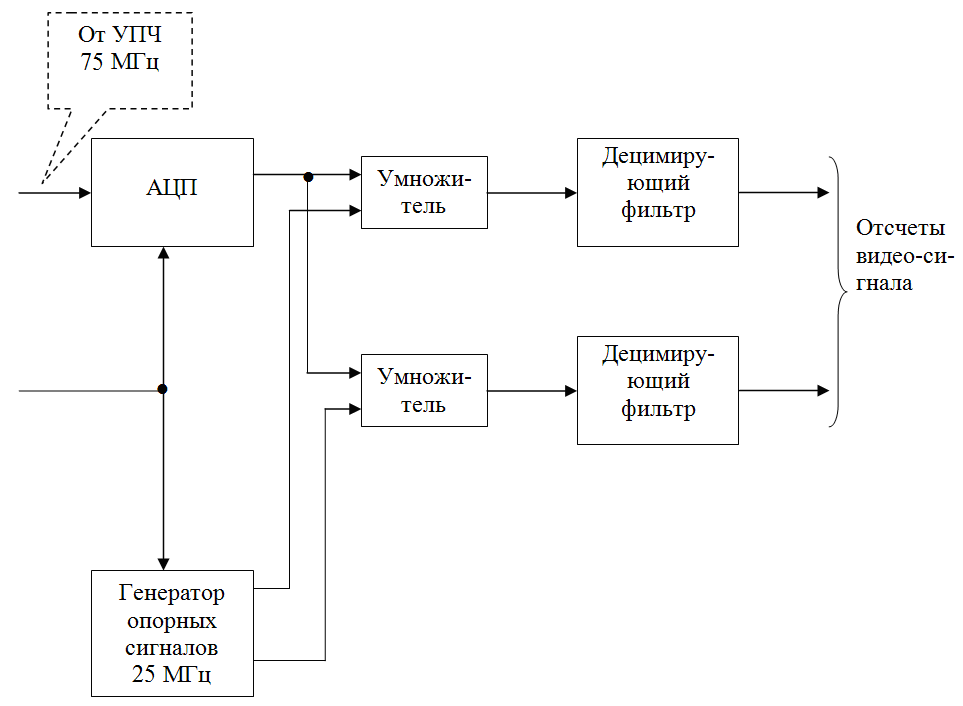 От УПЧ
75 МГц
АЦП
Умножи-
тель
Децимиру-
ющий
фильтр
Отсчеты
видео-си-
гнала
Умножи-
тель
Децимиру-
ющий
фильтр
Генератор
опорных
сигналов
25 МГц